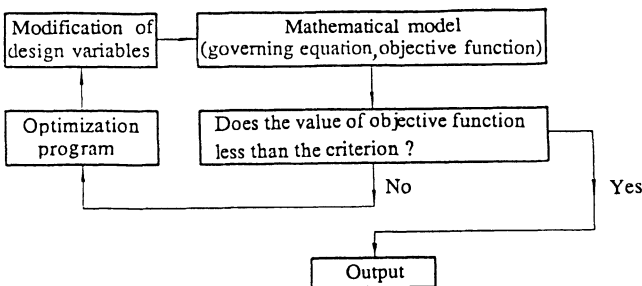 Modification of
design variables
Mathematical model
(governing equation,objective function)
Optimization
program
Does the value of objective function
less than the criterion ?
No
Yes
Output